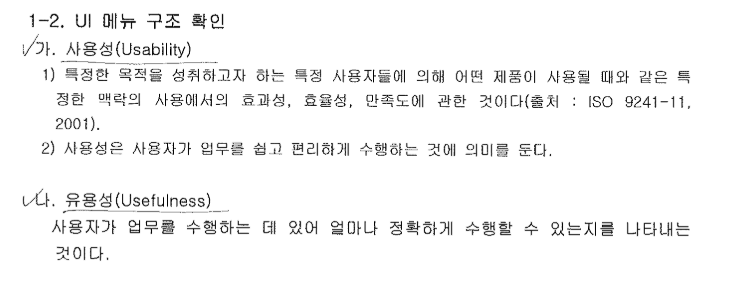 1-2. UI 메뉴 구조 확인
가. 사용성(Usability)
1) 특정한 목적을 성취하고자 하는 특정 사용자들에 의해 어떤 제품이 사용될 때와 같은 특
정한 맥락의 사용에서의 효과성, 효율성, 만족도에 관한 것이다(출처 : ISO 9241-11,
2001).
2) 사용성은 사용자가 업무를 쉽고 편리하게 수행하는 것에 의미를 둔다.
나. 유용성(Usefulness)
사용자가 업무를 수행하는 데 있어 얼마나 정확하게 수행할 수 있는지를 나타내는
것이다.